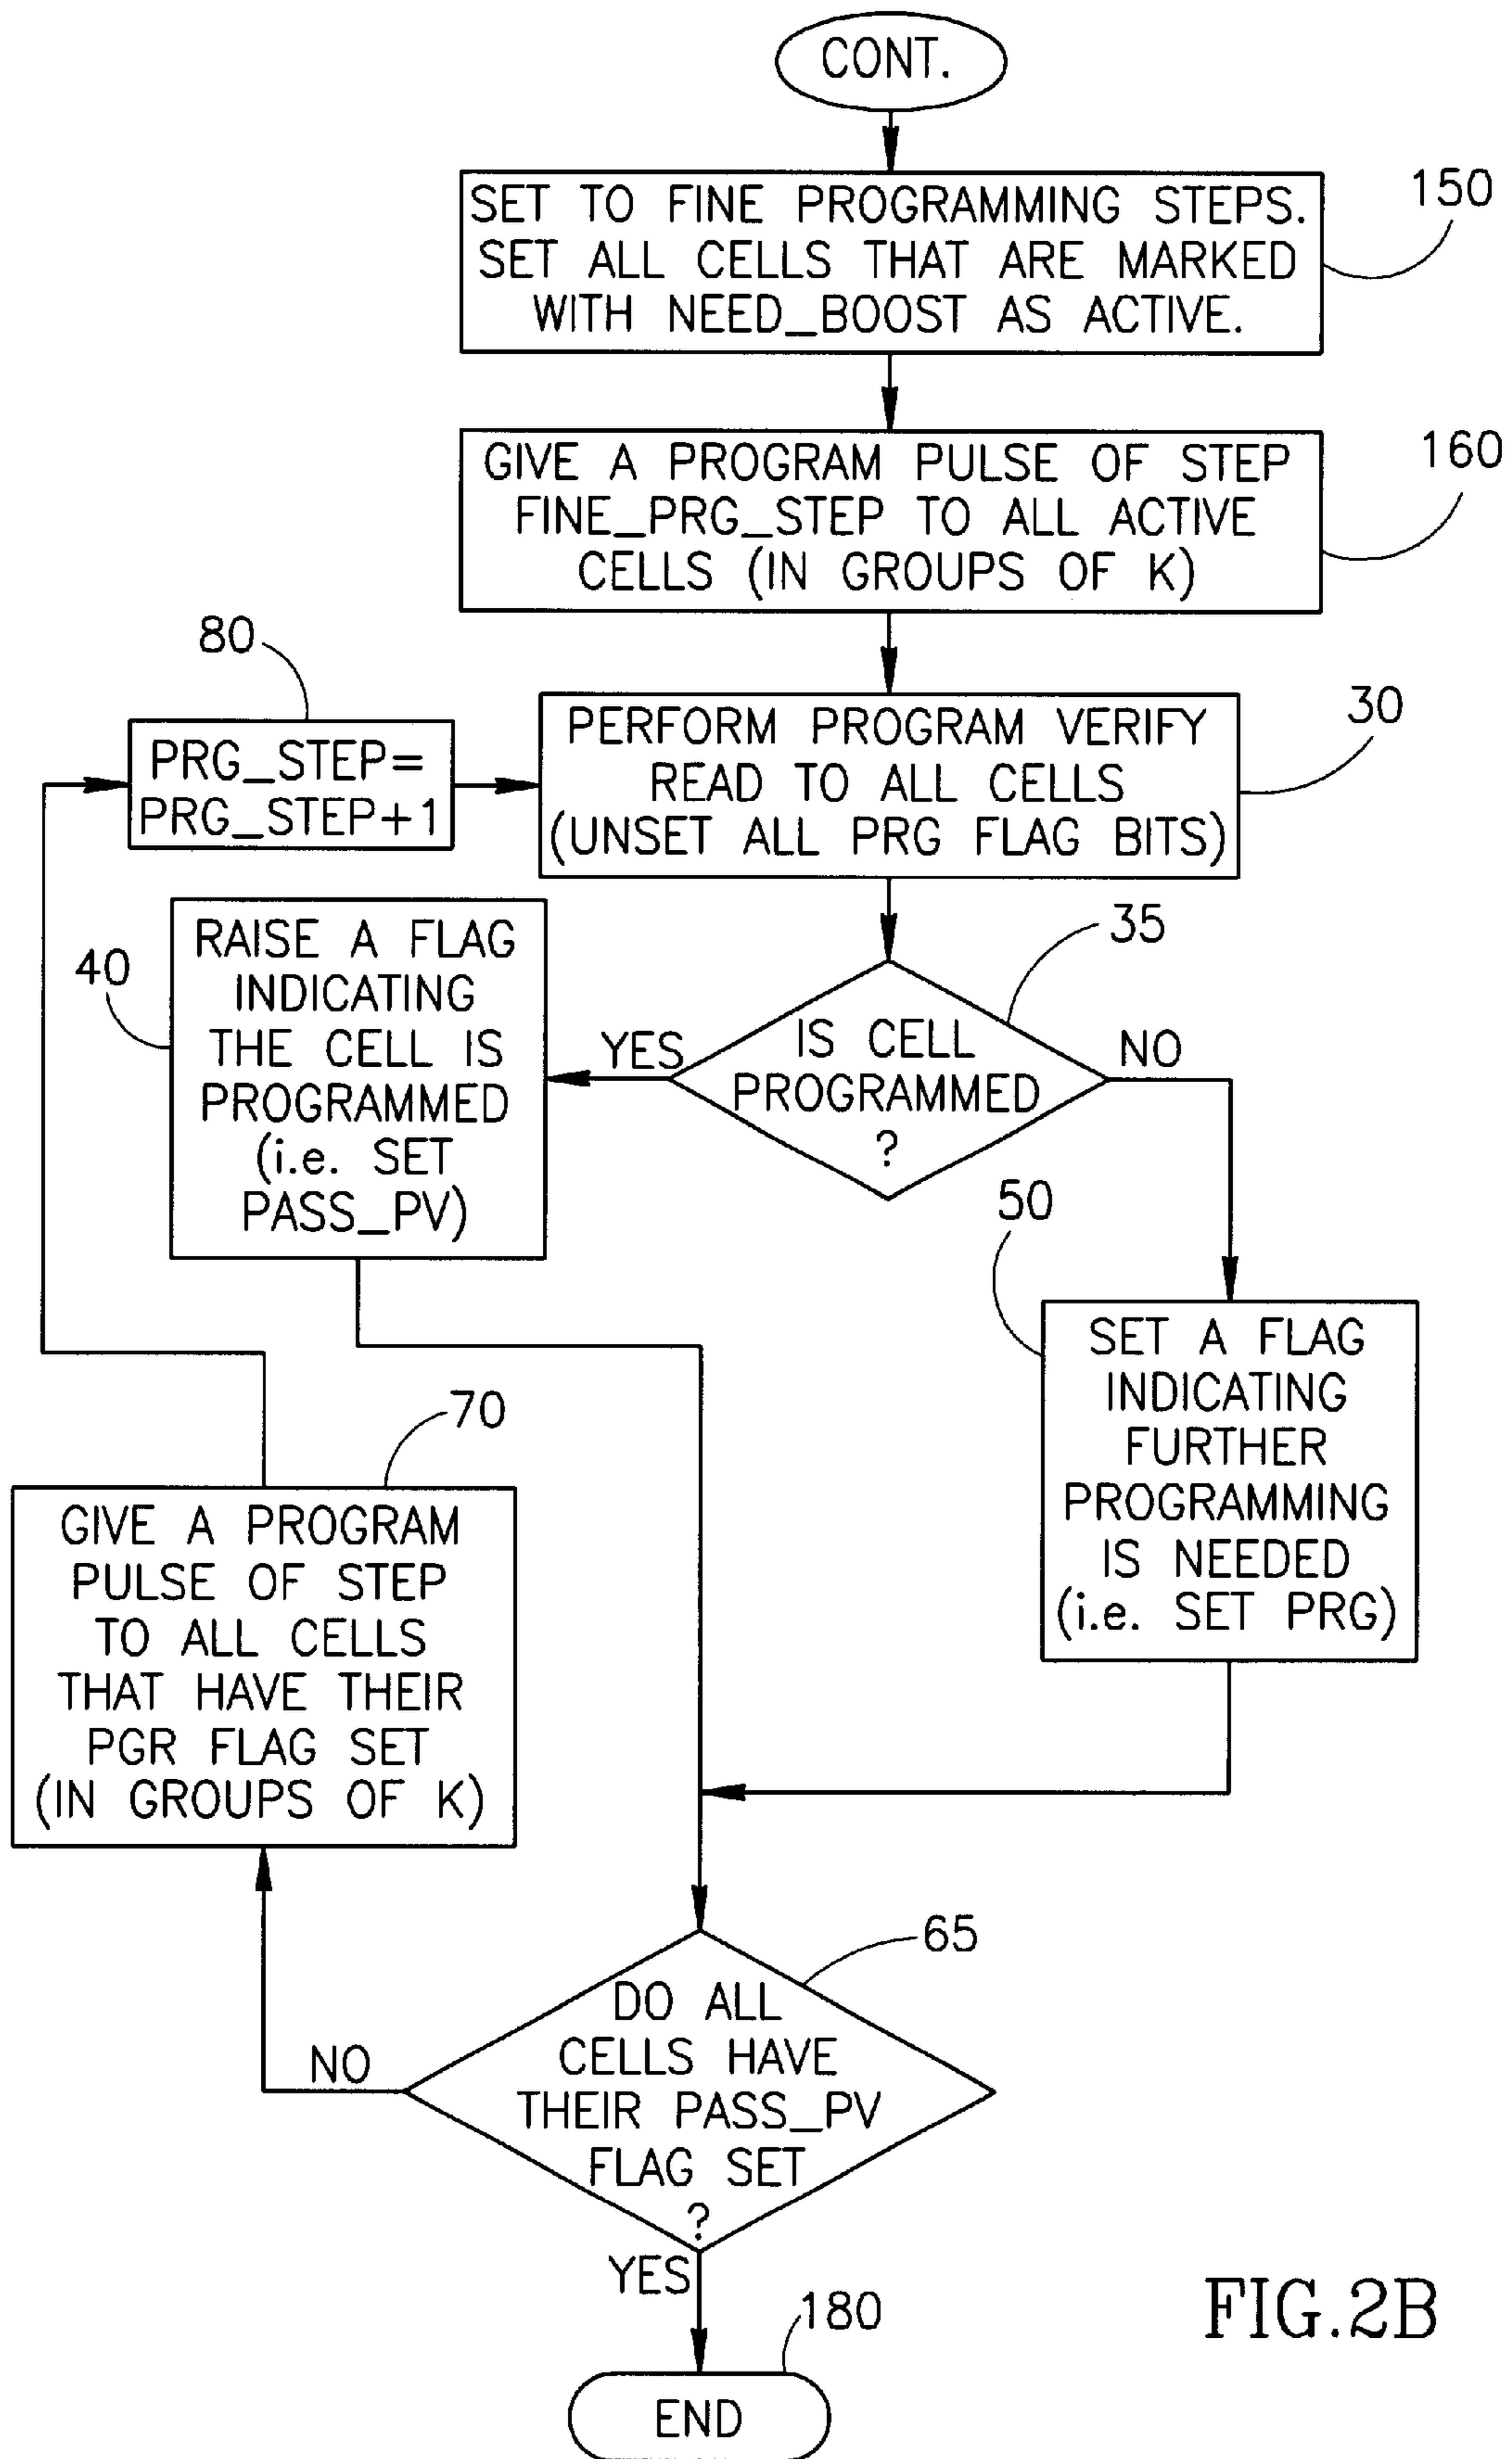 CONT.
SET TO FINE PROGRAMMING STEPS.
SET ALL CELLS THAT ARE MARKED
WITH NEED_BOOST AS ACTIVE.
150
GIVE A PROGRAM PULSE OF STEP
FINE_PRG_STEP TO ALL ACTIVE
CELLS (IN GROUPS OF K)
160
80
PRG_STEP=
PRG_STEP+1
PERFORM PROGRAM VERIFY
READ TO ALL CELLS
(UNSET ALL PRG FLAG BITS)
30
35
IS CELL
PROGRAMMED
?
YES
NO
40
RAISE A FLAG
INDICATING
THE CELL IS
PROGRAMMED
(i.e. SET
PASS_PV)
50
SET A FLAG
INDICATING
FURTHER
PROGRAMMING
IS NEEDED
(i.e. SET PRG)
70
GIVE A PROGRAM
PULSE OF STEP
TO ALL CELLS
THAT HAVE THEIR
PGR FLAG SET
(IN GROUPS OF K)
65
DO ALL
CELLS HAVE
THEIR PASS_PV
FLAG SET
?
NO
YES
180
END
FIG.2B